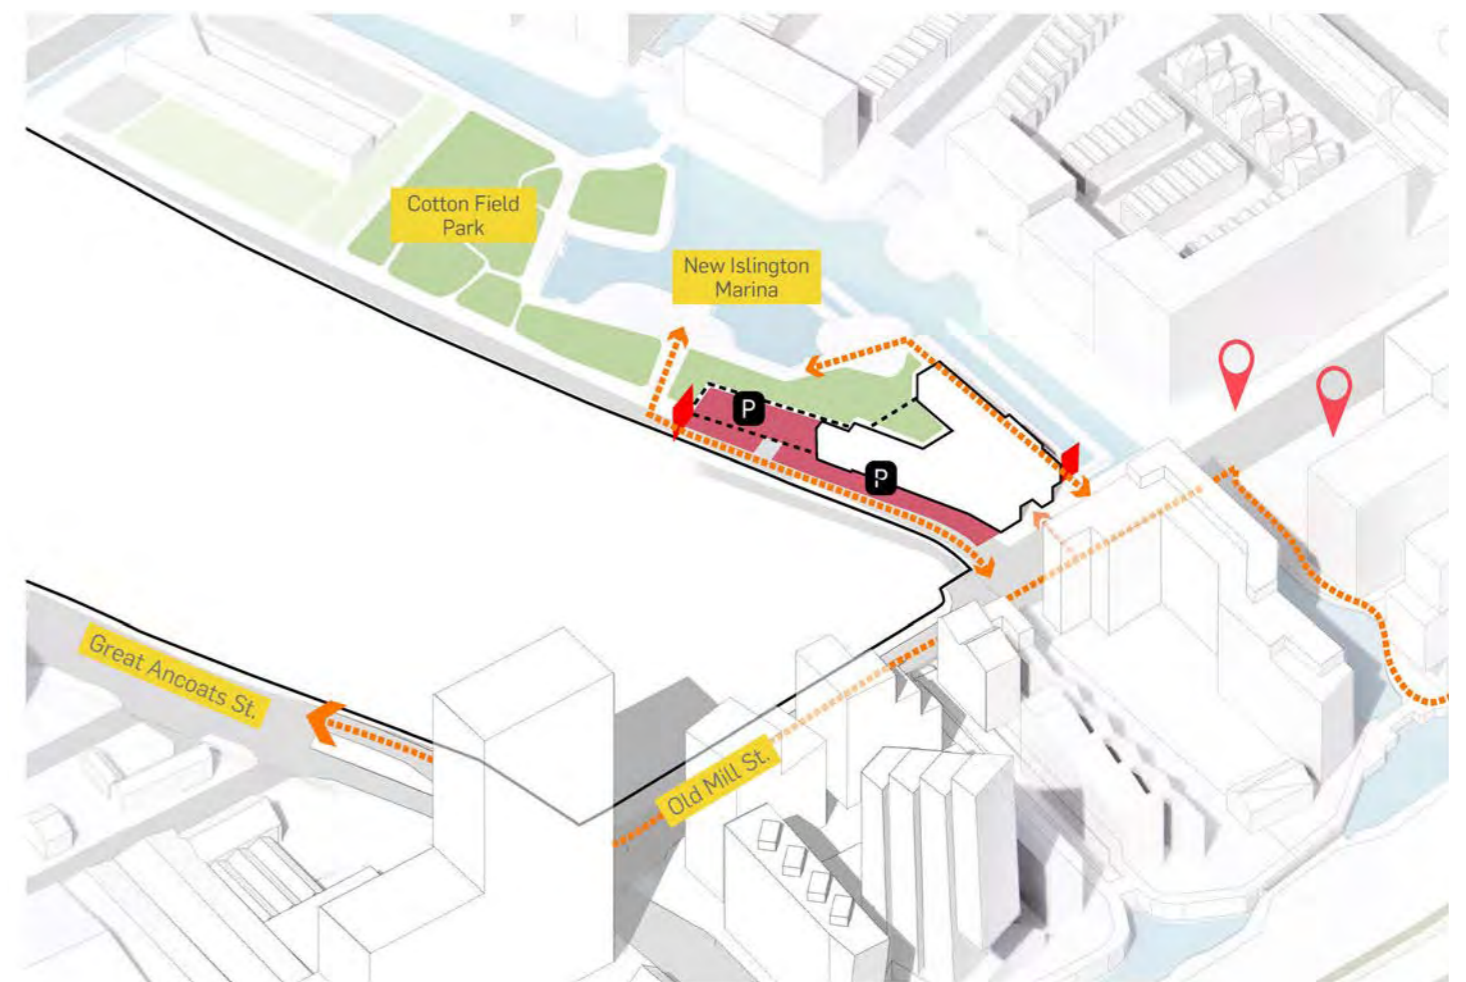 Cotton Field
Park
New Islington
Marina
P
P
Great Ancoats St.
Old Mill St.